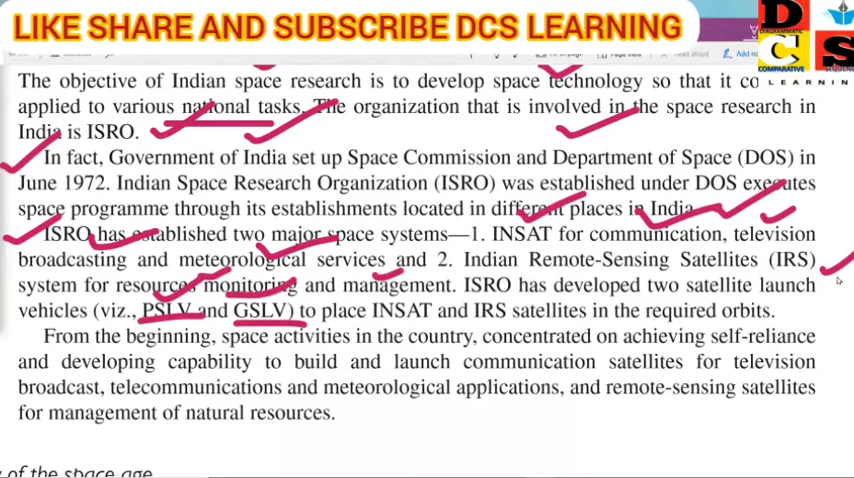 LIKE SHARE AND SUBSCRIBE DCS LEARNING
D
DIAGRAMMATIC
C
COMPARATIVE
S
LEARNIN
The objective of Indian space research is to develop space technology so that it co
applied to various national tasks. The organization that is involved in the space research in
India is ISRO.
In fact, Government of India set up Space Commission and Department of Space (DOS) in
June 1972. Indian Space Research Organization (ISRO) was established under DOS executes
space programme through its establishments located in different places in India
ISRO has established two major space systems—1. INSAT for communication, television
broadcasting and meteorological services and 2. Indian Remote-Sensing Satellites (IRS)
system for resources monitoring and management. ISRO has developed two satellite launch
vehicles (viz., PSLV and GSLV) to place INSAT and IRS satellites in the required orbits.
From the beginning, space activities in the country, concentrated on achieving self-reliance
and developing capability to build and launch communication satellites for television
broadcast, telecommunications and meteorological applications, and remote-sensing satellites
for management of natural resources.
of the space age